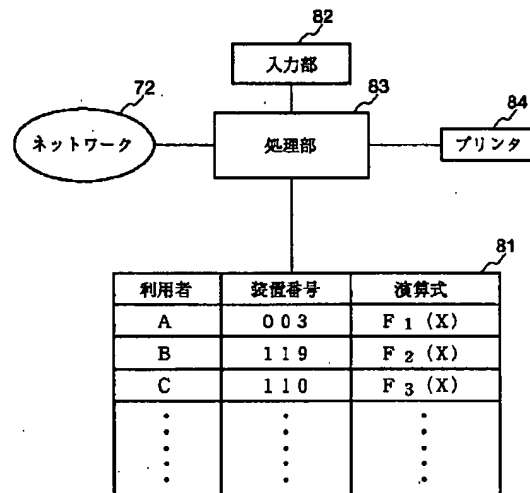 82
入力部
83
72
84
ネットワーク
処理部
プリンタ
81
利用者 装置番号 演算式
A 003 F1(X)
B 119 F2(X)
C 110 F3(X)